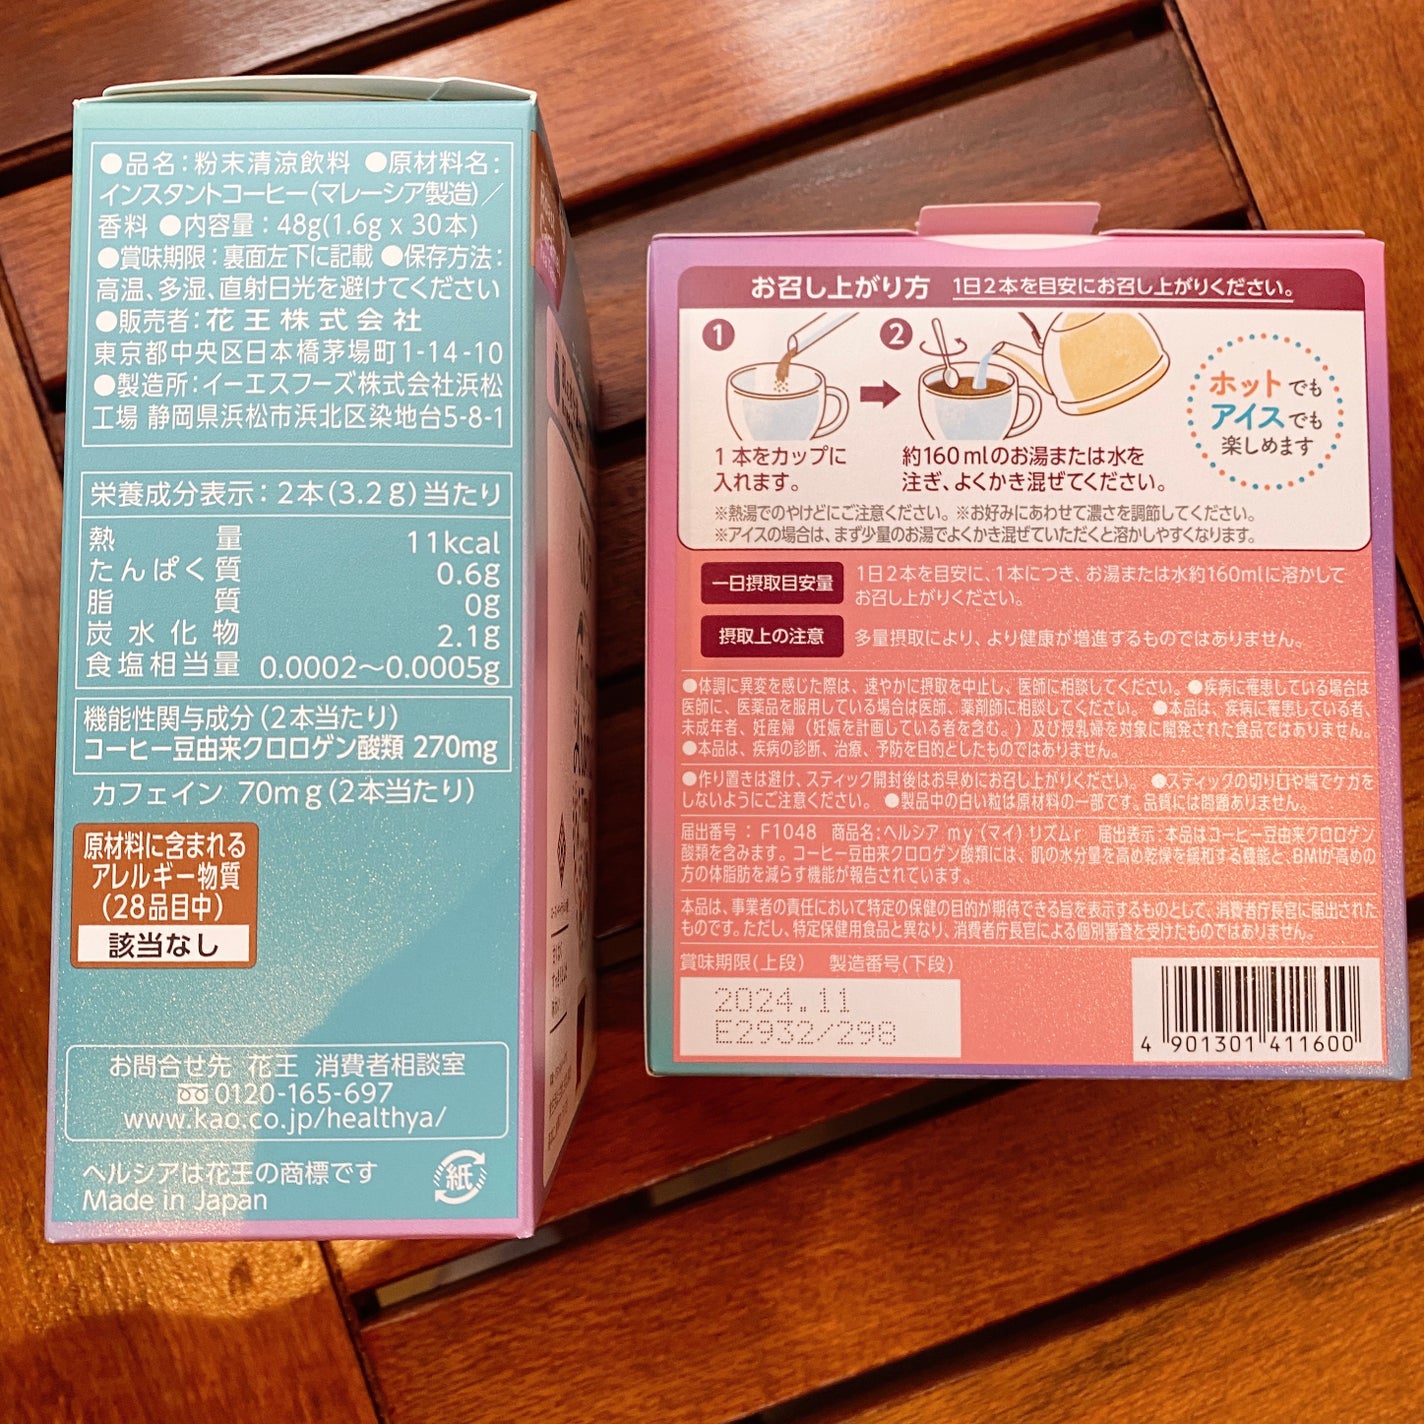 ●品名：粉末清涼飲料 ●原材料名：
インスタントコーヒー(マレーシア製造)／
香料 ●内容量：48g(1.6g x 30本)
●賞味期限：裏面左下に記載 ●保存方法：
高温、多湿、直射日光を避けてください
●販売者：花王株式会社
東京都中央区日本橋茅場町1-14-10
●製造所：イーエスフーズ株式会社浜松
工場 静岡県浜松市浜北区染地台5-8-1
栄養成分表示：2本(3.2g)当たり
熱量 11kcal
たんぱく質 0.6g
脂質 0g
炭水化物 2.1g
食塩相当量 0.0002〜0.0005g
機能性関与成分(2本当たり)
コーヒー豆由来クロロゲン酸類 270mg
カフェイン 70mg(2本当たり)
原材料に含まれる
アレルギー物質
(28品目中)
該当なし
お問合せ先 花王 消費者相談室
0120-165-697
www.kao.co.jp/healthya/
ヘルシアは花王の商標です
Made in Japan
紙
お召し上がり方 1日2本を目安にお召し上がりください。
1
2
1本をカップに
入れます。
約160mlのお湯または水を
注ぎ、よくかき混ぜてください。
ホットでも
アイスでも
楽しめます
※熱湯でのやけどにご注意ください。※お好みにあわせて濃さを調節してください。
※アイスの場合は、まず少量のお湯でよくかき混ぜていただくと溶かしやすくなります。
一日摂取目安量 1日2本を目安に、1本につき、お湯または水約160mlに溶かして
お召し上がりください。
摂取上の注意 多量摂取により、より健康が増進するものではありません。
●体調に異変を感じた際は、速やかに摂取を中止し、医師に相談してください。●疾病に罹患している場合は
医師に、医薬品を服用している場合は医師、薬剤師に相談してください。 ●本品は、疾病に罹患している者、
未成年者、妊産婦（妊娠を計画している者を含む。）及び授乳婦を対象に開発された食品ではありません。
●本品は、疾病の診断、治療、予防を目的としたものではありません。
●作り置きは避け、スティック開封後はお早めにお召し上がりください。 ●スティックの切り口や端でケガを
しないようにご注意ください。 ●製品中の白い粒は原材料の一部です。品質には問題ありません。
届出番号：F1048 商品名：ヘルシア my（マイ）リズムr 届出表示：本品はコーヒー豆由来クロロゲン
酸類を含みます。コーヒー豆由来クロロゲン酸類には、肌の水分量を高め乾燥を緩和する機能と、BMIが高めの
方の体脂肪を減らす機能が報告されています。
本品は、事業者の責任において特定の保健の目的が期待できる旨を表示するものとして、消費者庁長官に届出された
ものです。ただし、特定保健用食品と異なり、消費者庁長官による個別審査を受けたものではありません。
賞味期限(上段) 製造番号(下段)
2024.11
E2932/298
4 901301 411600